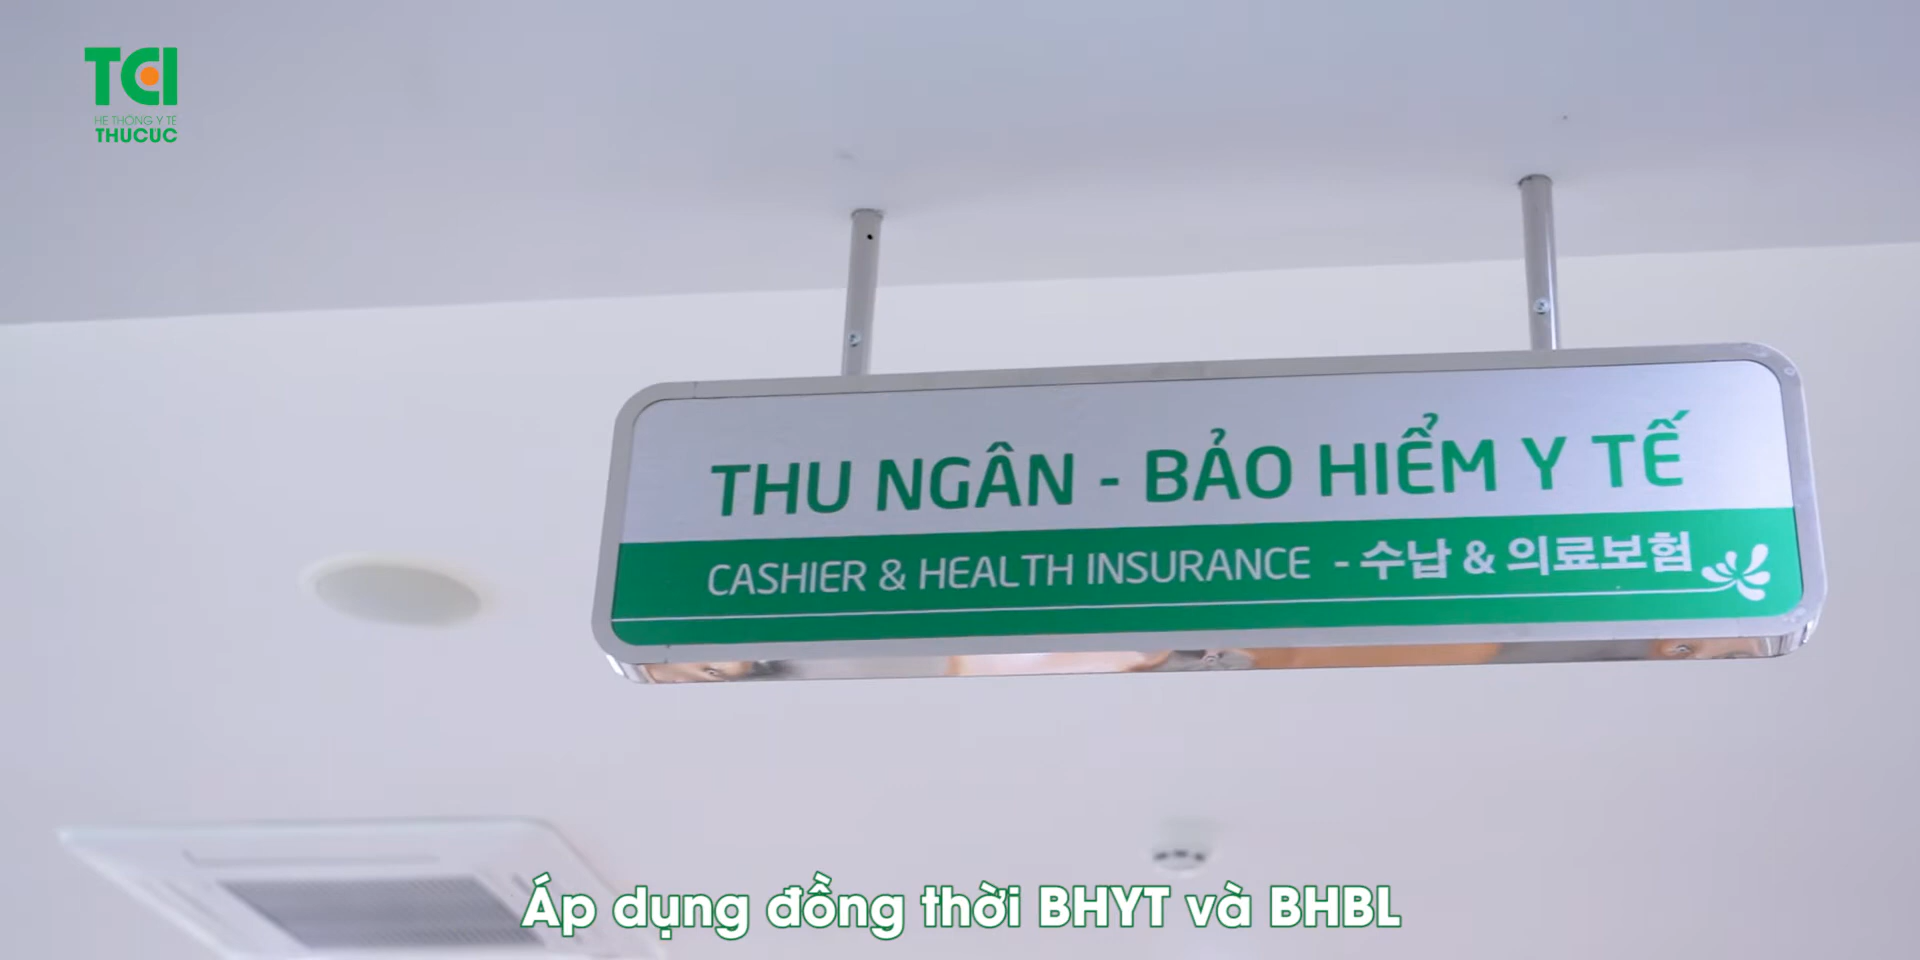 TCI
HỆ THỐNG Y TẾ
THUCUC
THU NGÂN - BẢO HIỂM Y TẾ
CASHIER & HEALTH INSURANCE - 수납 & 의료보험
Áp dụng đồng thời BHYT và BHBL